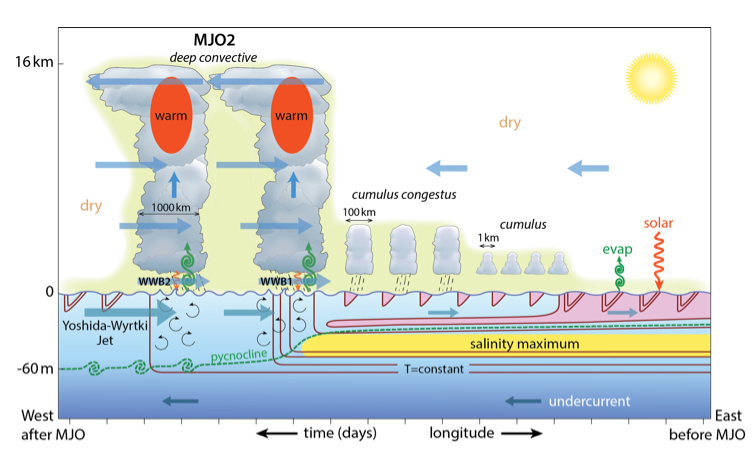 MJO2
deep convective
16 km
warm
warm
dry
dry
1000 km
cumulus congestus
100 km
cumulus
1 km
solar
evap
WWB2
WWB1
0
Yoshida-Wyrtki
Jet
pycnocline
salinity maximum
-60 m
T=constant
undercurrent
West
East
after MJO
time (days)
longitude
before MJO